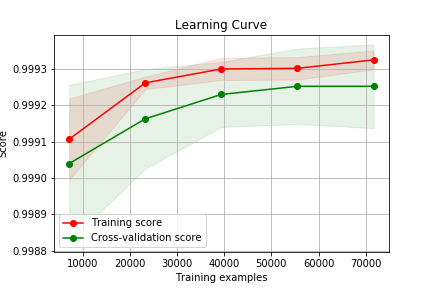 Learning Curve
0.9993
0.9992
0.9991
0.9990
0.9989
0.9988
Score
Training score
Cross-validation score
10000 20000 30000 40000 50000 60000 70000
Training examples